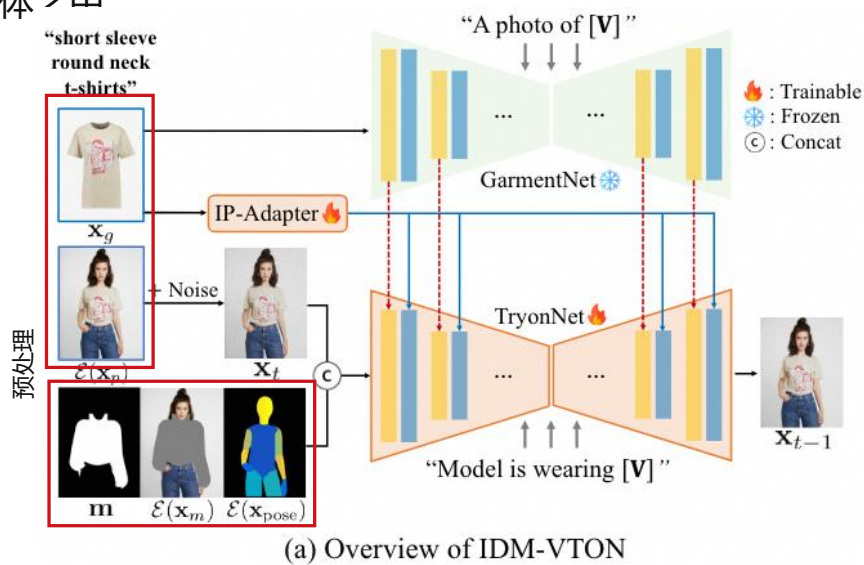 体
“short sleeve
round neck
t-shirts”
“A photo of [V]”
: Trainable
: Frozen
C : Concat
...
...
GarmentNet
IP-Adapter
x_g
+ Noise
TryonNet
预处理
ℰ(x_p)
x_t
C
...
...
x_{t−1}
“Model is wearing [V]”
m
ℰ(x_m)
ℰ(x_pose)
(a) Overview of IDM-VTON